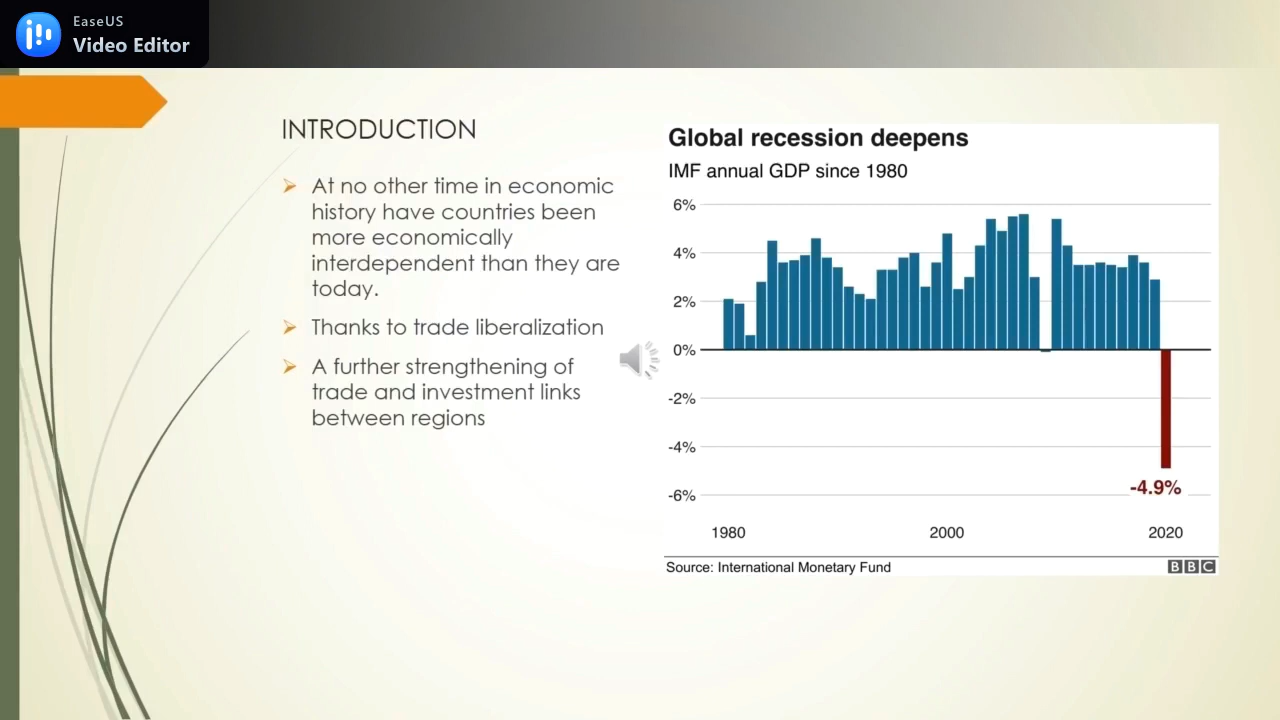 EaseUS
Video Editor
INTRODUCTION
At no other time in economic
history have countries been
more economically
interdependent than they are
today.
Thanks to trade liberalization
A further strengthening of
trade and investment links
between regions
Global recession deepens
IMF annual GDP since 1980
6%
4%
2%
0%
-2%
-4%
-6%
-4.9%
1980 2000 2020
Source: International Monetary Fund
BBC